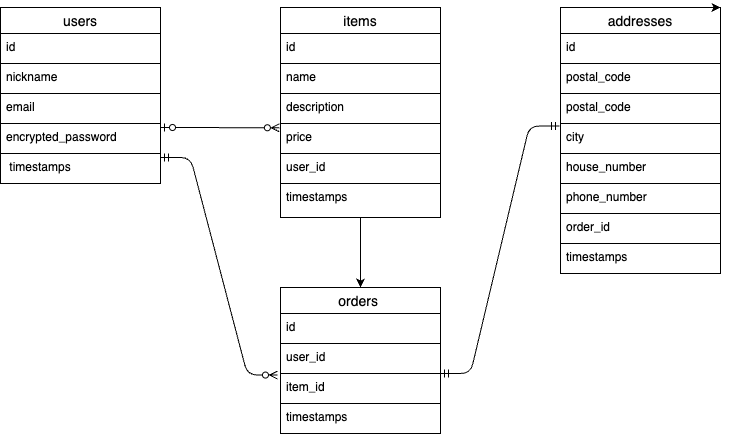 users
id
nickname
email
encrypted_password
timestamps
items
id
name
description
price
user_id
timestamps
addresses
id
postal_code
postal_code
city
house_number
phone_number
order_id
timestamps
orders
id
user_id
item_id
timestamps